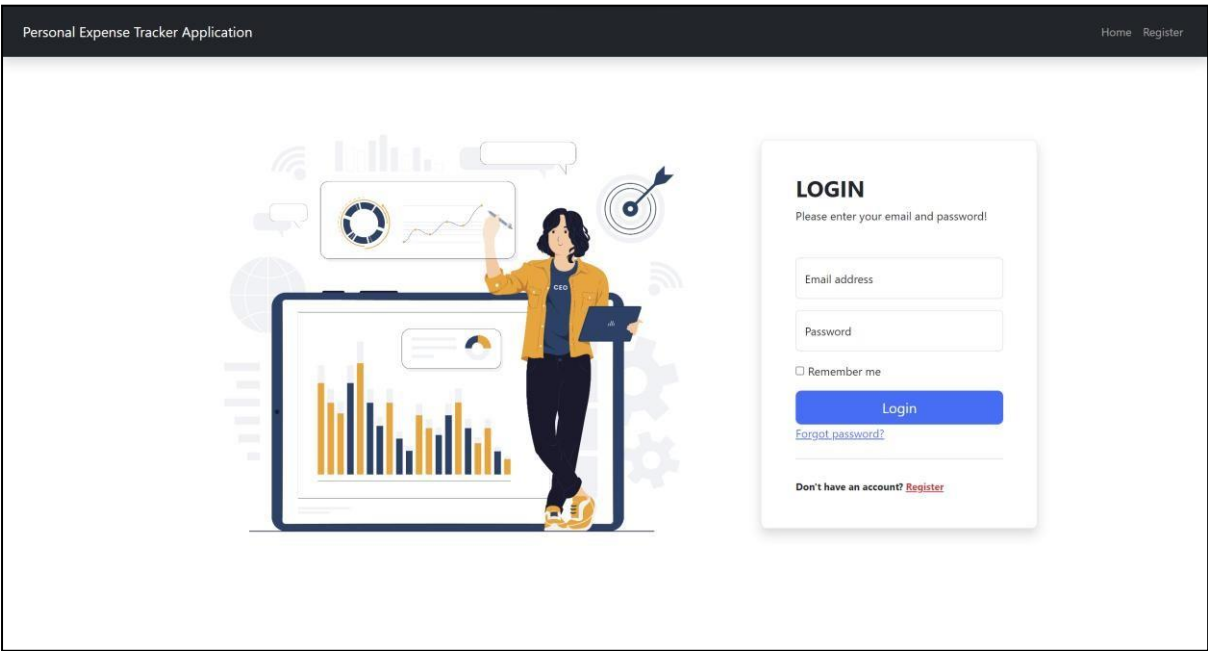 Personal Expense Tracker Application
Home Register
CEO
LOGIN
Please enter your email and password!
Email address
Password
Remember me
Login
Forgot password?
Don't have an account? Register